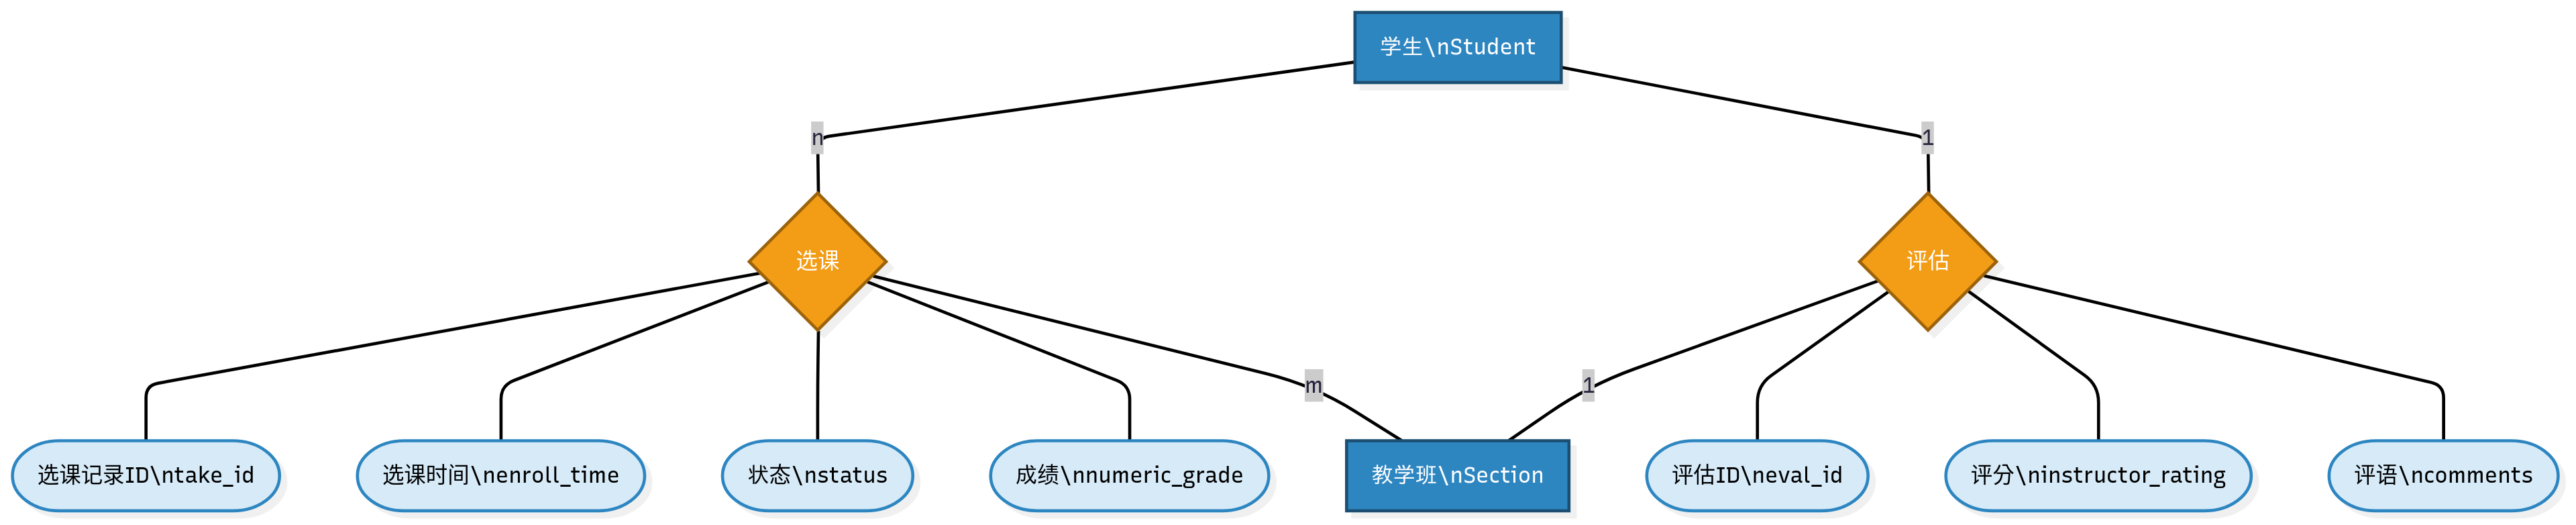 学生\nStudent
n
1
选课
评估
m
1
选课记录ID\ntake_id
选课时间\nenroll_time
状态\nstatus
成绩\nnumeric_grade
教学班\nSection
评估ID\neval_id
评分\ninstructor_rating
评语\ncomments